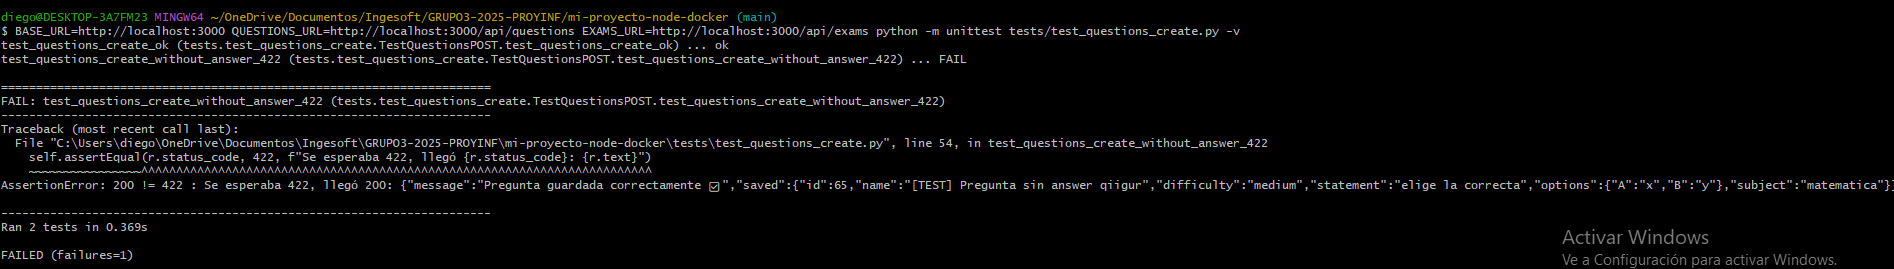 diego@DESKTOP-3A7FM23 MINGW64 ~/OneDrive/Documentos/Ingesoft/GRUPO3-2025-PROYINF/mi-proyecto-node-docker (main)
$ BASE_URL=http://localhost:3000 QUESTIONS_URL=http://localhost:3000/api/questions EXAMS_URL=http://localhost:3000/api/exams python -m unittest tests/test_questions_create.py -v
test_questions_create_ok (tests.test_questions_create.TestQuestionsPOST.test_questions_create_ok) ... ok
test_questions_create_without_answer_422 (tests.test_questions_create.TestQuestionsPOST.test_questions_create_without_answer_422) ... FAIL
======================================================================
FAIL: test_questions_create_without_answer_422 (tests.test_questions_create.TestQuestionsPOST.test_questions_create_without_answer_422)
----------------------------------------------------------------------
Traceback (most recent call last):
  File "C:\Users\diego\OneDrive\Documentos\Ingesoft\GRUPO3-2025-PROYINF\mi-proyecto-node-docker\tests\test_questions_create.py", line 54, in test_questions_create_without_answer_422
    self.assertEqual(r.status_code, 422, f"Se esperaba 422, llegó {r.status_code}: {r.text}")
    ~~~~~~~~~~~~~~~~^^^^^^^^^^^^^^^^^^^^^^^^^^^^^^^^^^^^^^^^^^^^^^^^^^^^^^^^^^^^^^^^^^^^^^^^^
AssertionError: 200 != 422 : Se esperaba 422, llegó 200: {"message":"Pregunta guardada correctamente ☑","saved":{"id":65,"name":"[TEST] Pregunta sin answer qiigur","difficulty":"medium","statement":"elige la correcta","options":{"A":"x","B":"y"},"subject":"matematica"}}
----------------------------------------------------------------------
Ran 2 tests in 0.369s
FAILED (failures=1)
Activar Windows
Ve a Configuración para activar Windows.